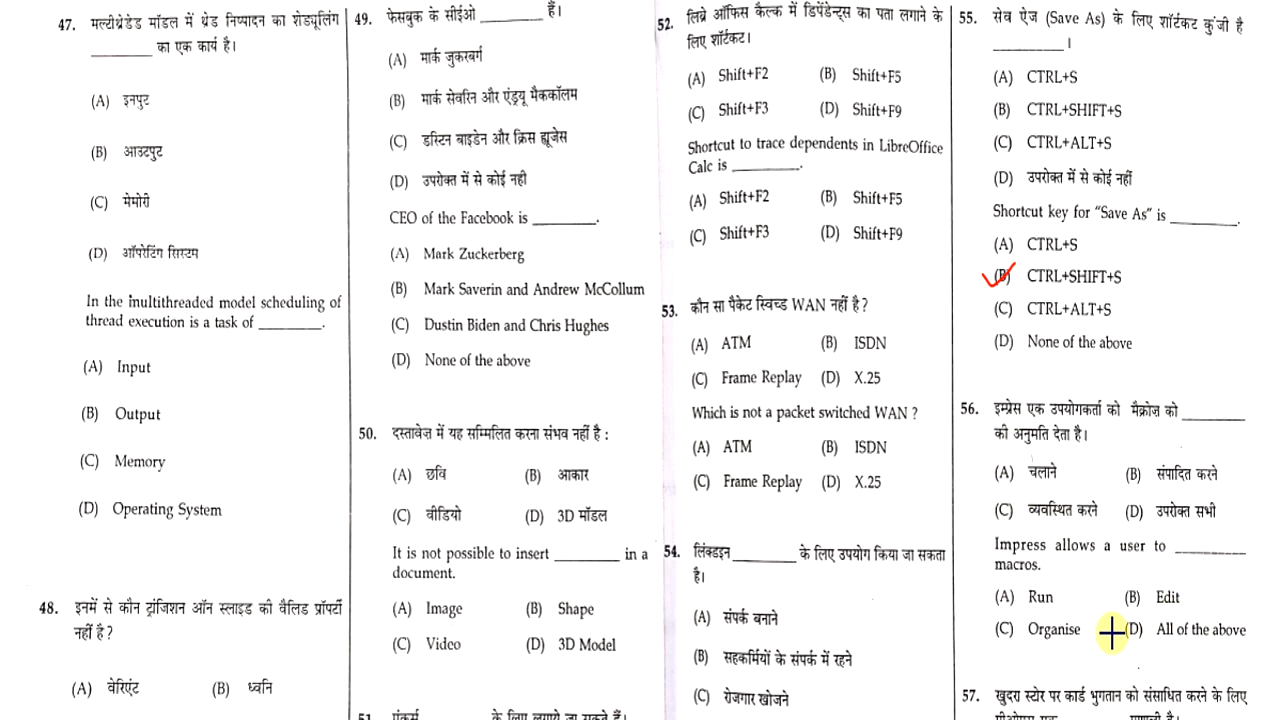 47. मल्टीथ्रेडेड मॉडल में थ्रेड निष्पादन का शेड्यूलिंग
________ का एक कार्य है।
(A) इनपुट
(B) आउटपुट
(C) मेमोरी
(D) ऑपरेटिंग सिस्टम
In the multithreaded model scheduling of
thread execution is a task of ________.
(A) Input
(B) Output
(C) Memory
(D) Operating System
48. इनमें से कौन ट्रांजिशन ऑन स्लाइड की वैलिड प्रॉपर्टी
नहीं है?
(A) वेरिएंट (B) ध्वनि
49. फेसबुक के सीईओ ________ हैं।
(A) मार्क जुकरबर्ग
(B) मार्क सेवरिन और एंड्रयू मैककॉलम
(C) डस्टिन बाइडेन और क्रिस ह्यूजेस
(D) उपरोक्त में से कोई नही
CEO of the Facebook is ________.
(A) Mark Zuckerberg
(B) Mark Saverin and Andrew McCollum
(C) Dustin Biden and Chris Hughes
(D) None of the above
50. दस्तावेज में यह सम्मिलित करना संभव नहीं है :
(A) छवि (B) आकार
(C) वीडियो (D) 3D मॉडल
It is not possible to insert ________ in a
document.
(A) Image (B) Shape
(C) Video (D) 3D Model
51. एंकर्स ________ के लिए लगाये जा सकते हैं।
52. लिब्रे ऑफिस कैल्क में डिपेंडेन्ट्स का पता लगाने के
लिए शॉर्टकट।
(A) Shift+F2 (B) Shift+F5
(C) Shift+F3 (D) Shift+F9
Shortcut to trace dependents in LibreOffice
Calc is ________.
(A) Shift+F2 (B) Shift+F5
(C) Shift+F3 (D) Shift+F9
53. कौन सा पैकेट स्विच्ड WAN नहीं है?
(A) ATM (B) ISDN
(C) Frame Replay (D) X.25
Which is not a packet switched WAN ?
(A) ATM (B) ISDN
(C) Frame Replay (D) X.25
54. लिंक्डइन ________ के लिए उपयोग किया जा सकता
है।
(A) संपर्क बनाने
(B) सहकर्मियों के संपर्क में रहने
(C) रोजगार खोजने
55. सेव ऐज (Save As) के लिए शॉर्टकट कुंजी है
________ ।
(A) CTRL+S
(B) CTRL+SHIFT+S
(C) CTRL+ALT+S
(D) उपरोक्त में से कोई नहीं
Shortcut key for “Save As” is ________.
(A) CTRL+S
(B) CTRL+SHIFT+S
(C) CTRL+ALT+S
(D) None of the above
56. इम्प्रेस एक उपयोगकर्ता को मैक्रोज़ को ________
की अनुमति देता है।
(A) चलाने (B) संपादित करने
(C) व्यवस्थित करने (D) उपरोक्त सभी
Impress allows a user to ________
macros.
(A) Run (B) Edit
(C) Organise (D) All of the above
57. खुदरा स्टोर पर कार्ड भुगतान को संसाधित करने के लिए